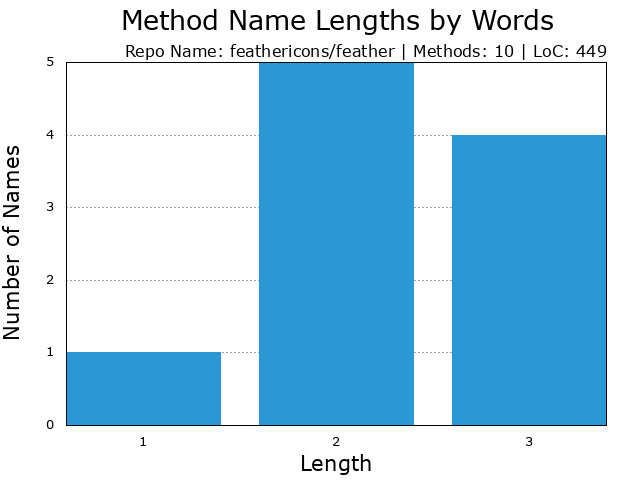 Method Name Lengths by Words
Repo Name: feathericons/feather | Methods: 10 | LoC: 449
Number of Names
5
4
3
2
1
0
1 2 3
Length